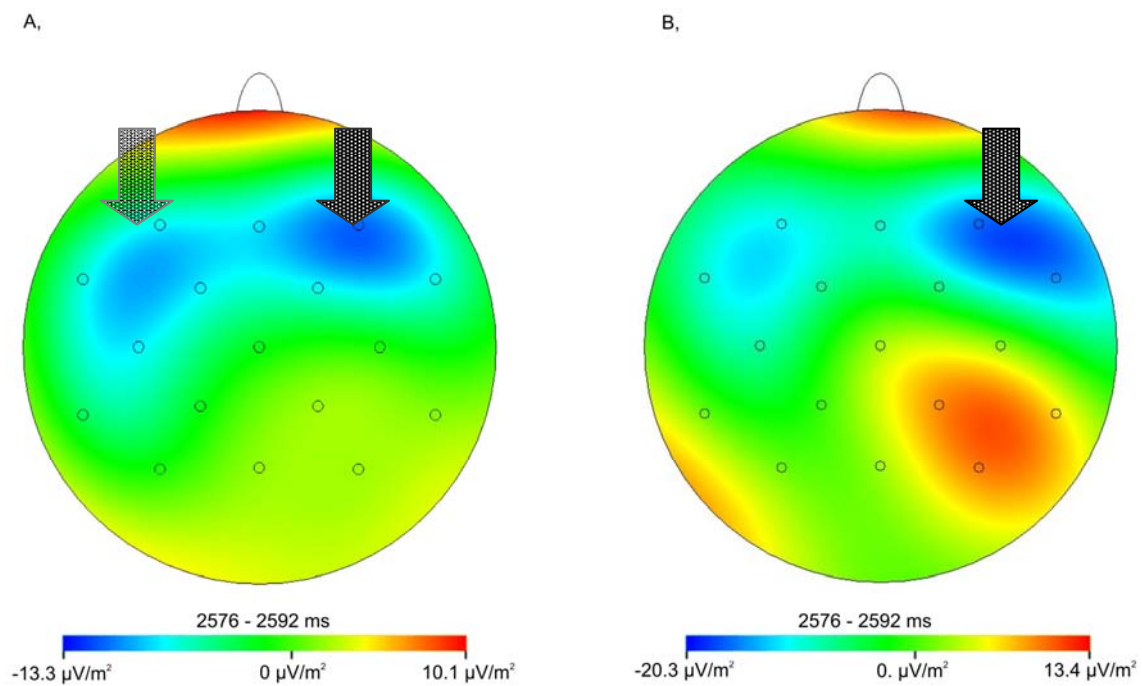 A,
B,
2576 - 2592 ms
-13.3 µV/m² 0 µV/m² 10.1 µV/m²
2576 - 2592 ms
-20.3 µV/m² 0. µV/m² 13.4 µV/m²